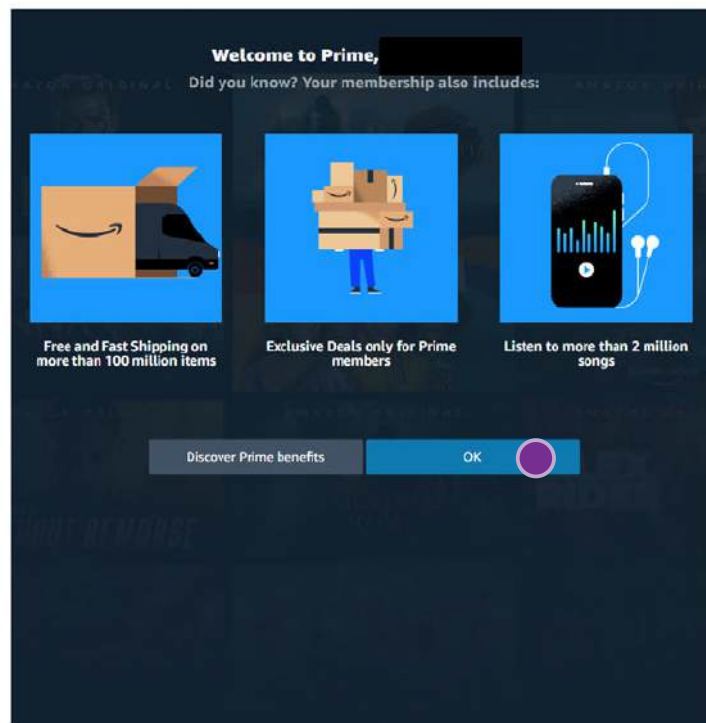 Welcome to Prime,
Did you know? Your membership also includes:
Free and Fast Shipping on
more than 100 million items
Exclusive Deals only for Prime
members
Listen to more than 2 million
songs
Discover Prime benefits
OK